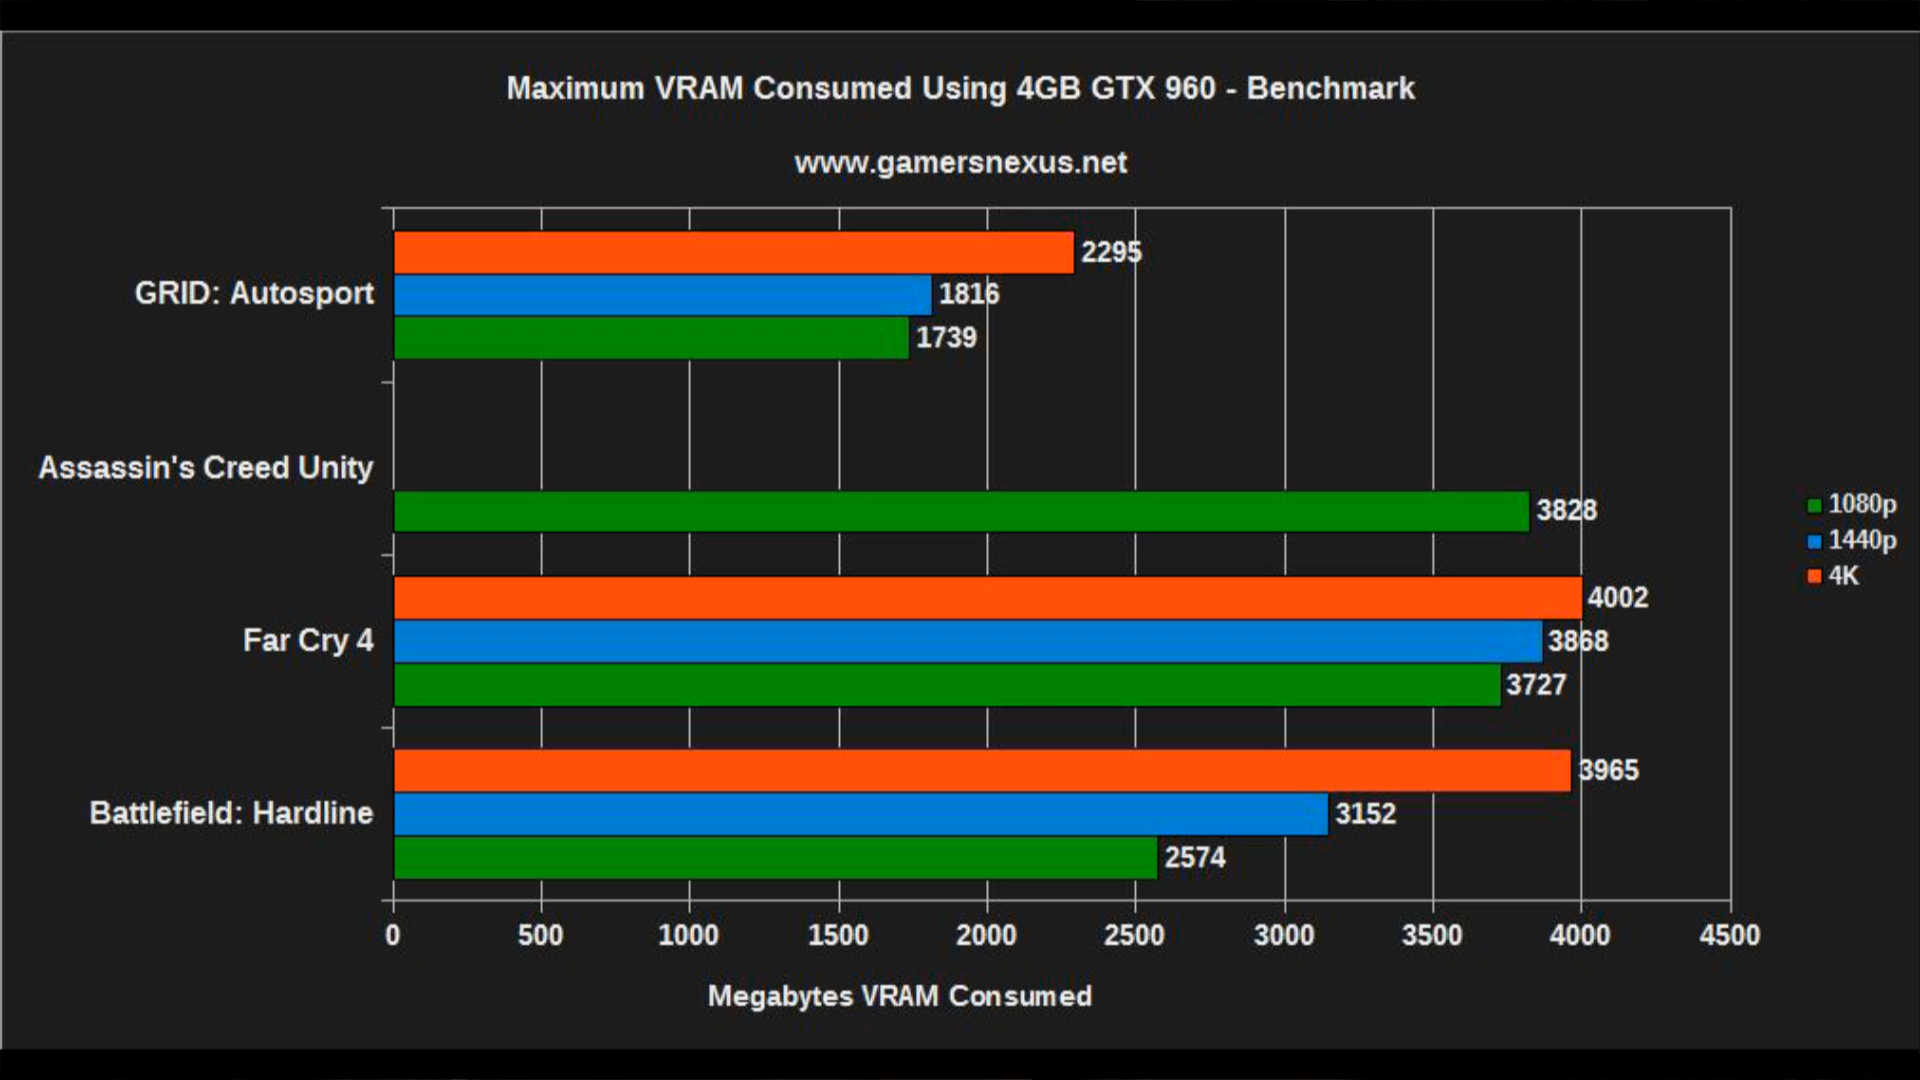 Maximum VRAM Consumed Using 4GB GTX 960 - Benchmark
www.gamersnexus.net
GRID: Autosport
2295
1816
1739
Assassin's Creed Unity
3828
Far Cry 4
4002
3868
3727
Battlefield: Hardline
3965
3152
2574
1080p
1440p
4K
0 500 1000 1500 2000 2500 3000 3500 4000 4500
Megabytes VRAM Consumed